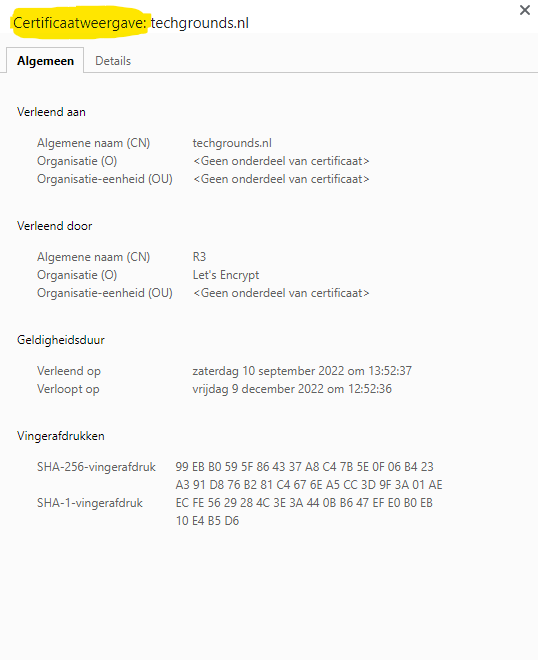 Certificaatweergave: techgrounds.nl
Algemeen Details
Verleend aan
Algemene naam (CN) techgrounds.nl
Organisatie (O) <Geen onderdeel van certificaat>
Organisatie-eenheid (OU) <Geen onderdeel van certificaat>
Verleend door
Algemene naam (CN) R3
Organisatie (O) Let's Encrypt
Organisatie-eenheid (OU) <Geen onderdeel van certificaat>
Geldigheidsduur
Verleend op zaterdag 10 september 2022 om 13:52:37
Verloopt op vrijdag 9 december 2022 om 12:52:36
Vingerafdrukken
SHA-256-vingerafdruk 99 EB B0 59 5F 86 43 37 A8 C4 7B 5E 0F 06 B4 23
A3 91 D8 76 B2 81 C4 67 6E A5 CC 3D 9F 3A 01 AE
SHA-1-vingerafdruk EC FE 56 29 28 4C 3E 3A 44 0B B6 47 EF E0 B0 EB
10 E4 B5 D6